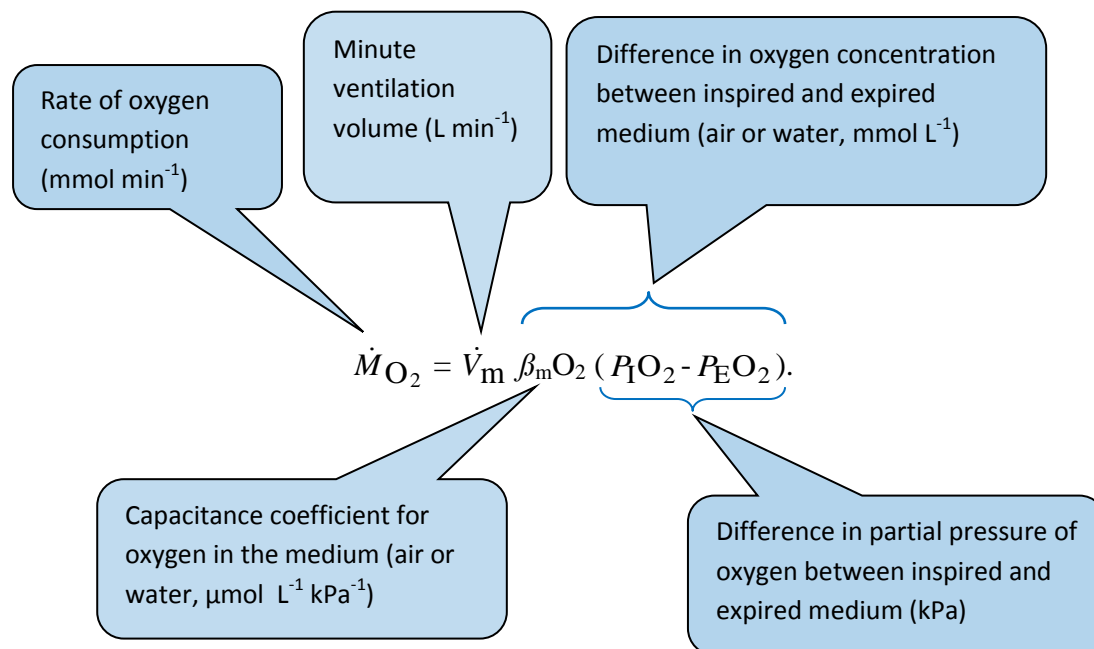 Rate of oxygen
consumption
(mmol min⁻¹)
Minute
ventilation
volume (L min⁻¹)
Difference in oxygen concentration
between inspired and expired
medium (air or water, mmol L⁻¹)
Ṁ O₂ = V̇m βmO₂ (PIO₂ - PEO₂).
Capacitance coefficient for
oxygen in the medium (air or
water, µmol L⁻¹ kPa⁻¹)
Difference in partial pressure of
oxygen between inspired and
expired medium (kPa)